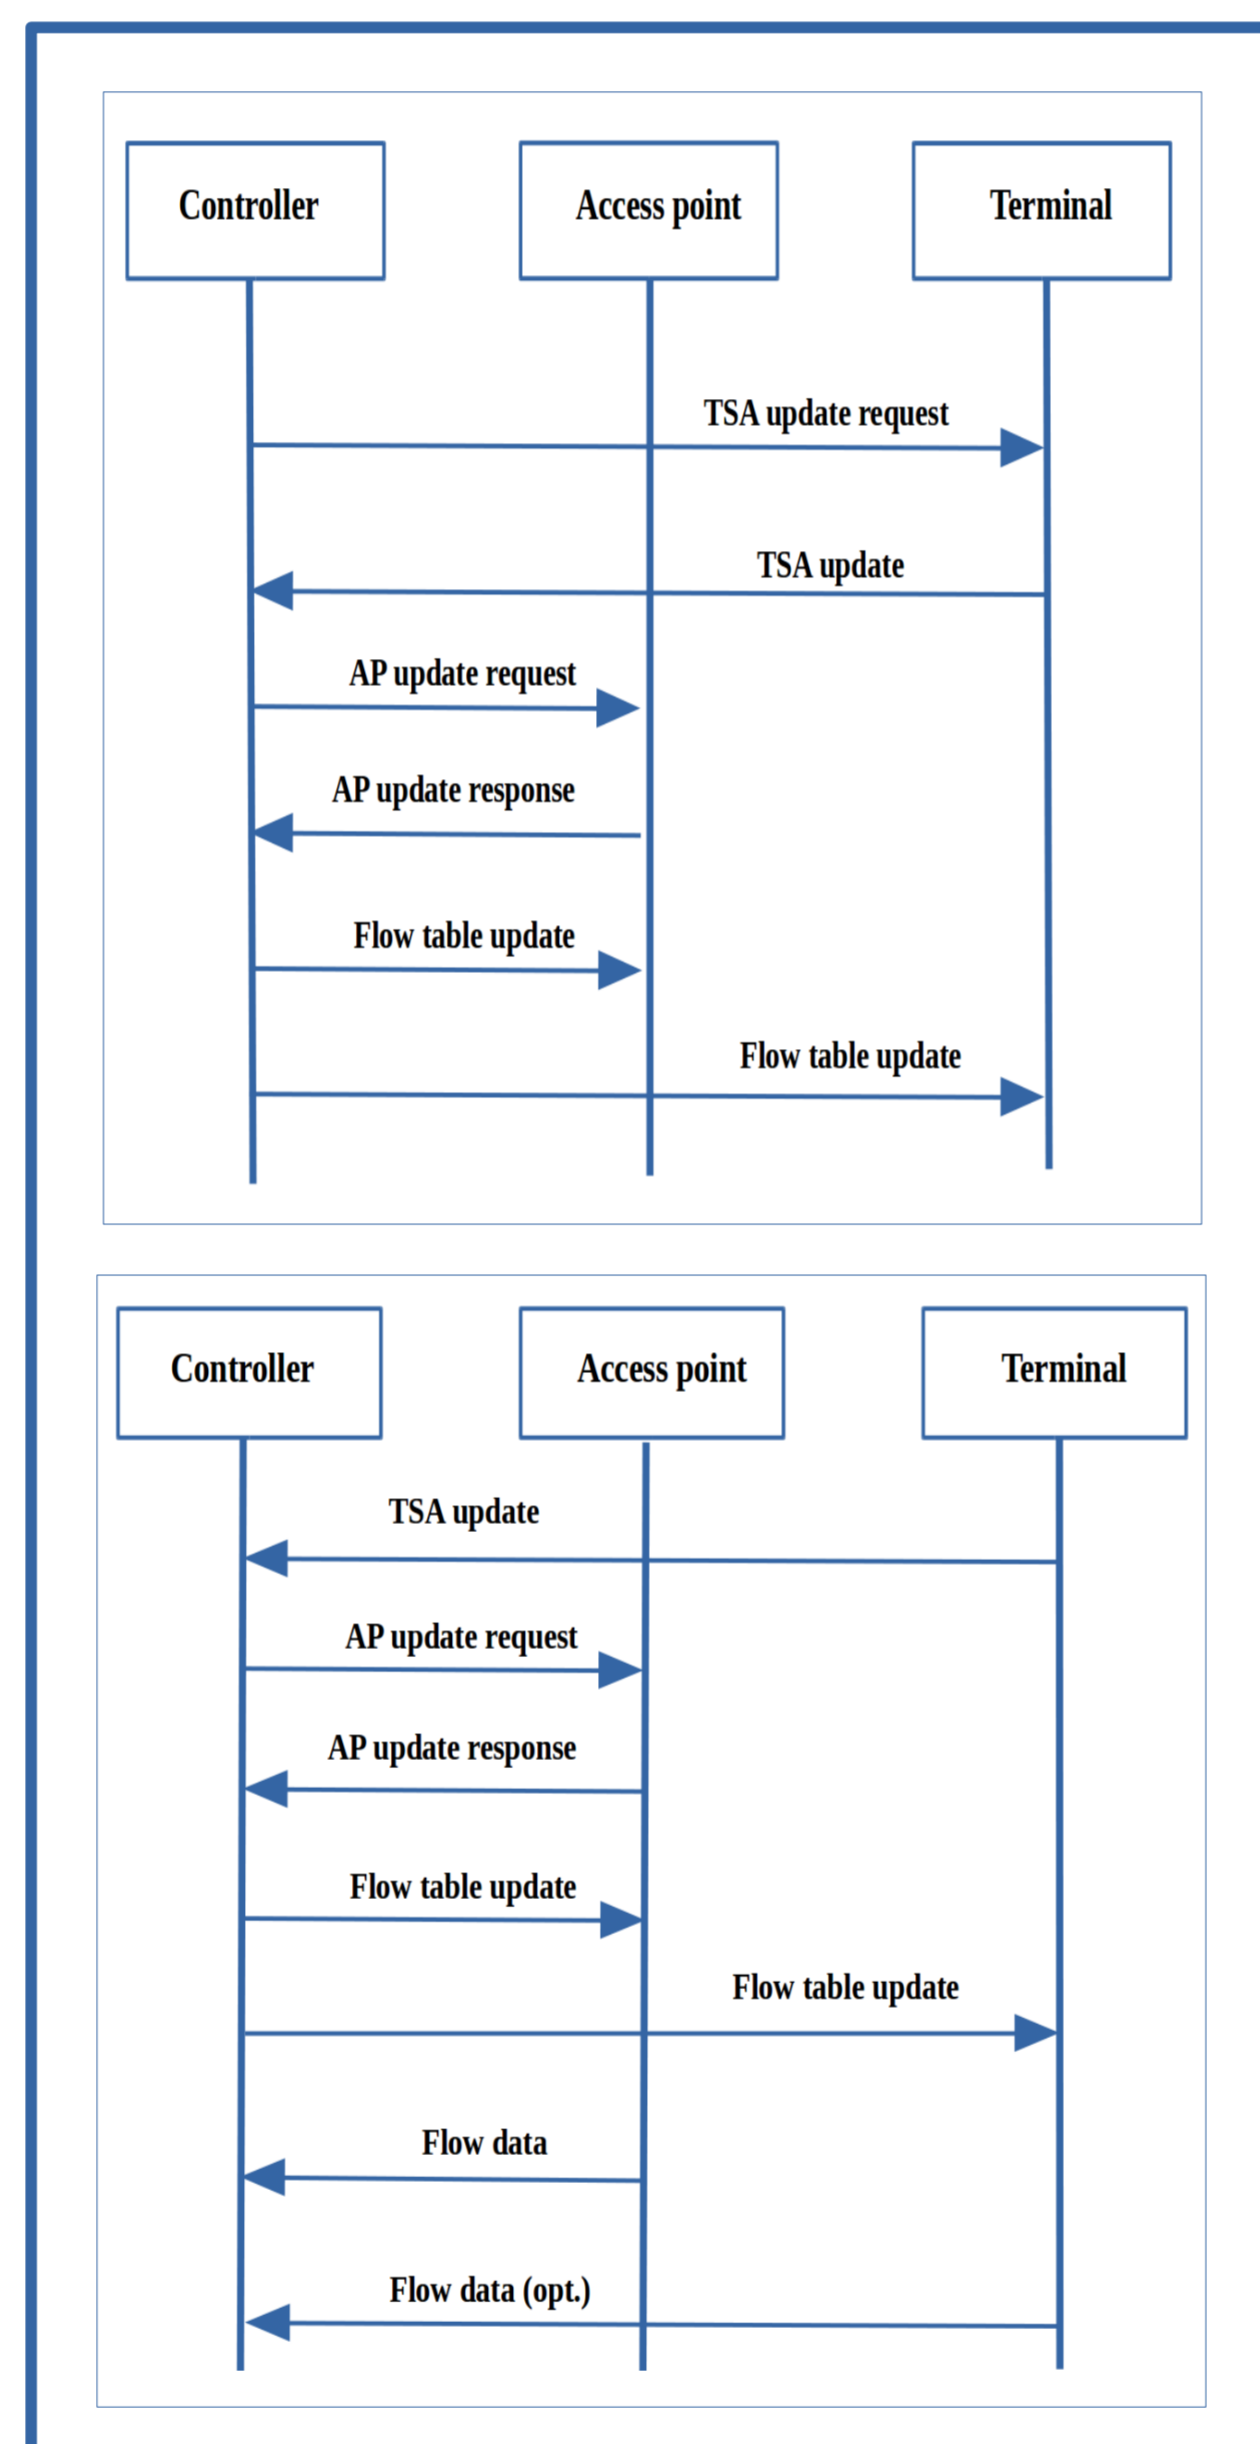 Controller
Access point
Terminal
TSA update request
TSA update
AP update request
AP update response
Flow table update
Flow table update
Controller
Access point
Terminal
TSA update
AP update request
AP update response
Flow table update
Flow table update
Flow data
Flow data (opt.)